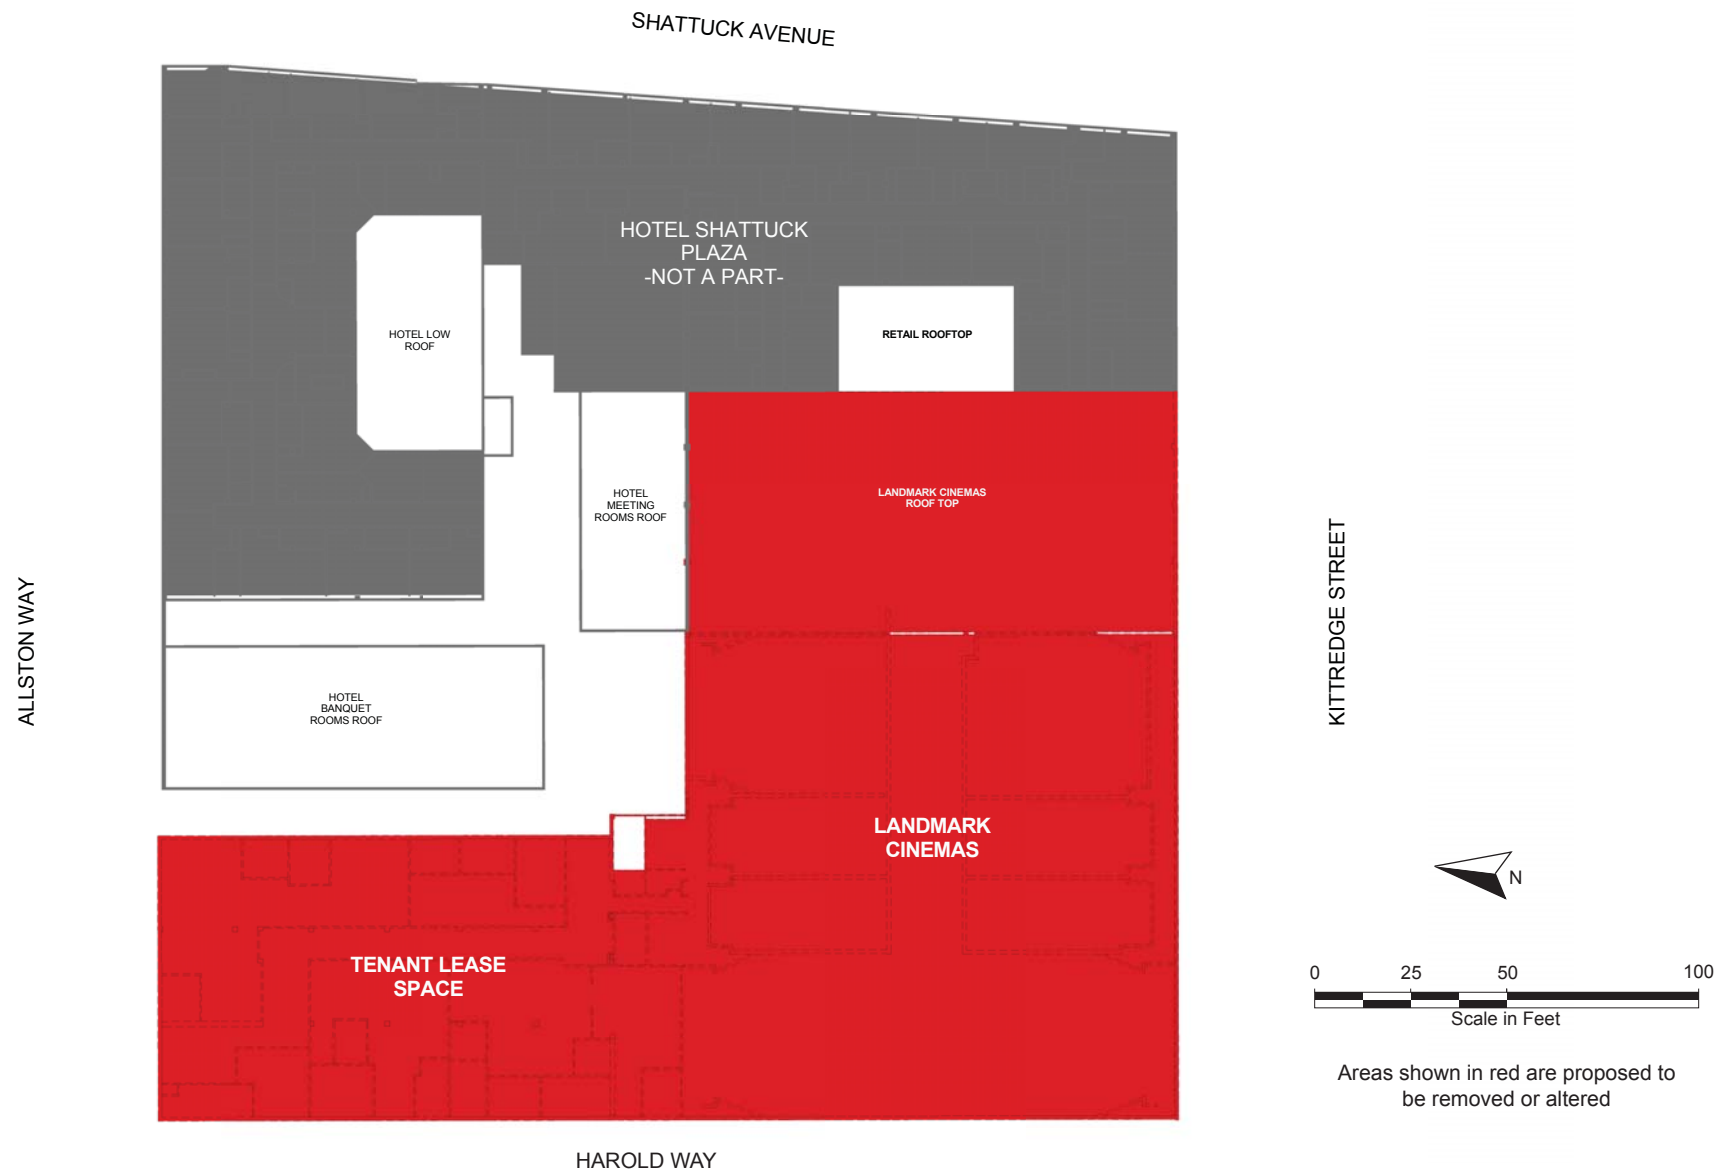 SHATTUCK AVENUE
HOTEL SHATTUCK
PLAZA
-NOT A PART-
HOTEL LOW
ROOF
RETAIL ROOFTOP
HOTEL
MEETING
ROOMS ROOF
LANDMARK CINEMAS
ROOF TOP
ALLSTON WAY
KITTREDGE STREET
HOTEL
BANQUET
ROOMS ROOF
LANDMARK
CINEMAS
N
TENANT LEASE
SPACE
0 25 50 100
Scale in Feet
Areas shown in red are proposed to
be removed or altered
HAROLD WAY